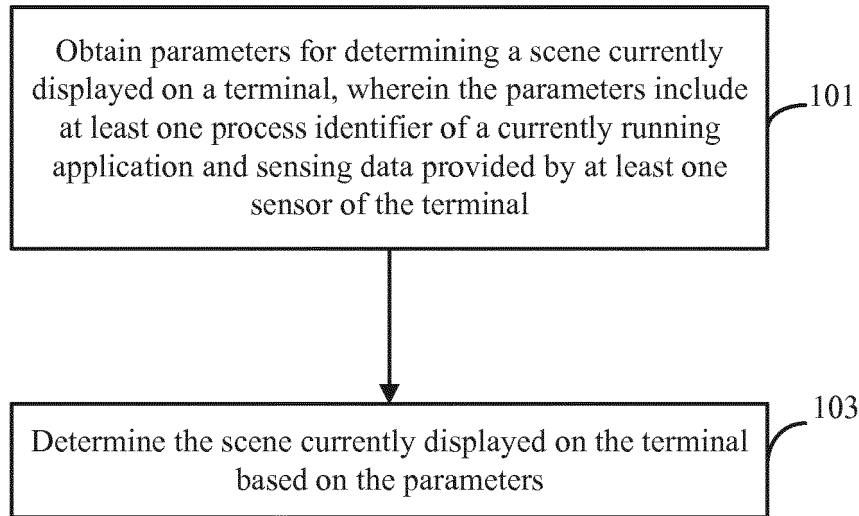 Obtain parameters for determining a scene currently
displayed on a terminal, wherein the parameters include
at least one process identifier of a currently running
application and sensing data provided by at least one
sensor of the terminal
101
Determine the scene currently displayed on the terminal
based on the parameters
103